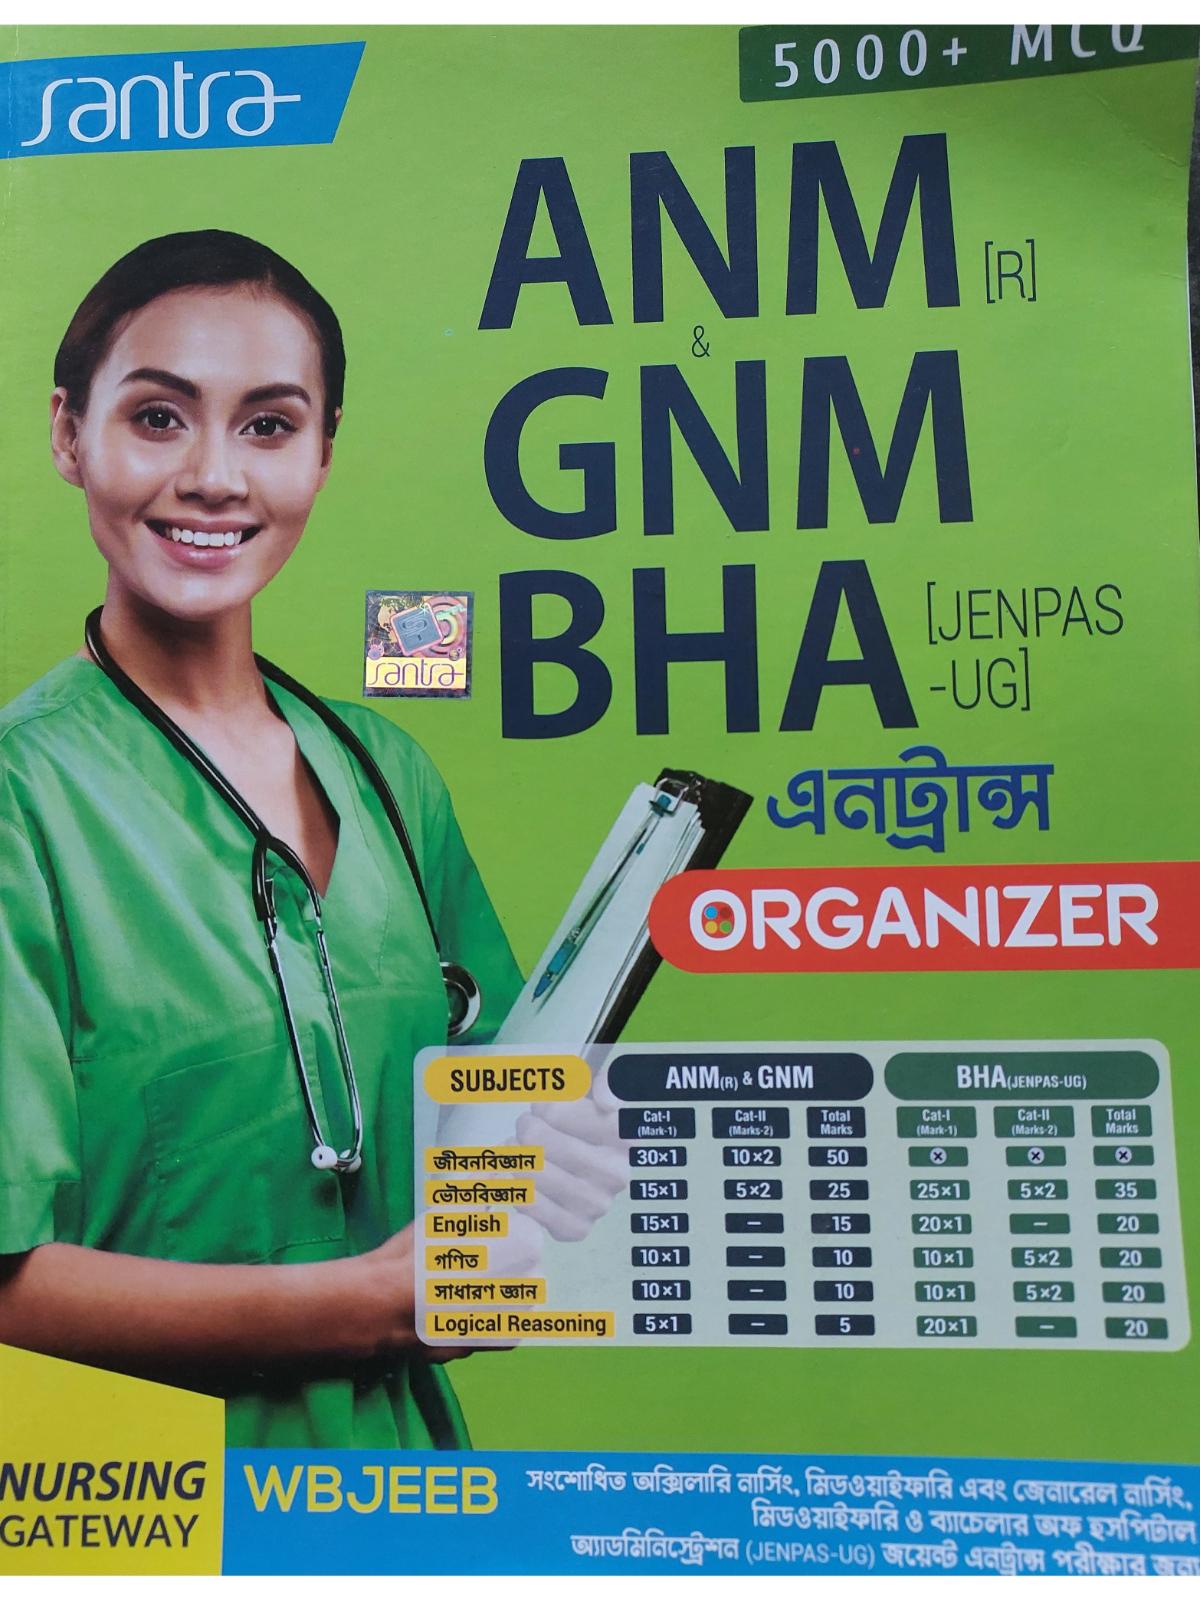 santra
5000+ MCQ
ANM [R]
&
GNM
BHA [JENPAS
-UG]
santra
এনট্রান্স
ORGANIZER
SUBJECTS ANM(R) & GNM BHA(JENPAS-UG)
Cat-I (Mark-1) Cat-II (Marks-2) Total Marks Cat-I (Mark-1) Cat-II (Marks-2) Total Marks
জীবনবিজ্ঞান 30×1 10×2 50 × × ×
ভৌতবিজ্ঞান 15×1 5×2 25 25×1 5×2 35
English 15×1 – 15 20×1 – 20
গণিত 10×1 – 10 10×1 5×2 20
সাধারণ জ্ঞান 10×1 – 10 10×1 5×2 20
Logical Reasoning 5×1 – 5 20×1 – 20
NURSING
GATEWAY
WBJEEB
সংশোধিত অক্সিলারি নার্সিং, মিডওয়াইফারি এবং জেনারেল নার্সিং,
মিডওয়াইফারি ও ব্যাচেলার অফ হসপিটাল
অ্যাডমিনিস্ট্রেশন (JENPAS-UG) জয়েন্ট এনট্রান্স পরীক্ষার জন্য